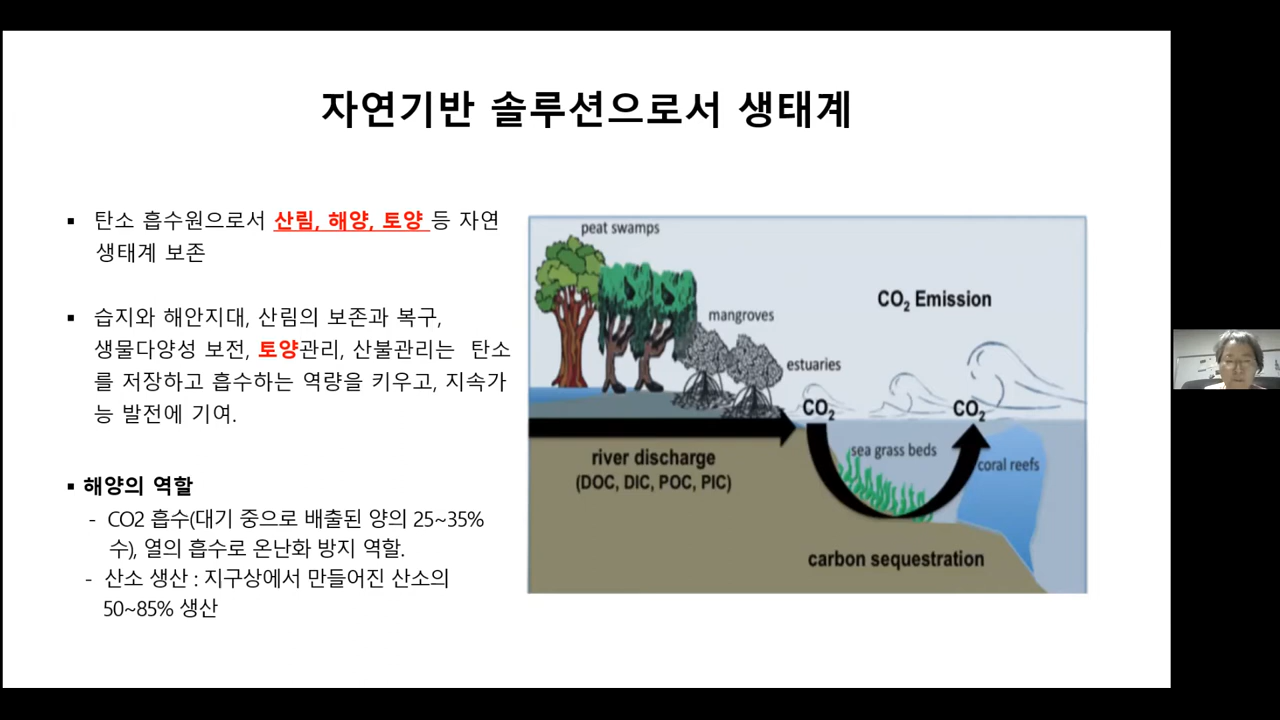 자연기반 솔루션으로서 생태계
▪ 탄소 흡수원으로서 산림, 해양, 토양 등 자연
생태계 보존
▪ 습지와 해안지대, 산림의 보존과 복구,
생물다양성 보전, 토양관리, 산불관리는 탄소
를 저장하고 흡수하는 역량을 키우고, 지속가
능 발전에 기여.
▪ 해양의 역할
- CO2 흡수(대기 중으로 배출된 양의 25~35%
수), 열의 흡수로 온난화 방지 역할.
- 산소 생산 : 지구상에서 만들어진 산소의
50~85% 생산
peat swamps
mangroves
estuaries
CO₂ Emission
CO₂
CO₂
sea grass beds
coral reefs
river discharge
(DOC, DIC, POC, PIC)
carbon sequestration